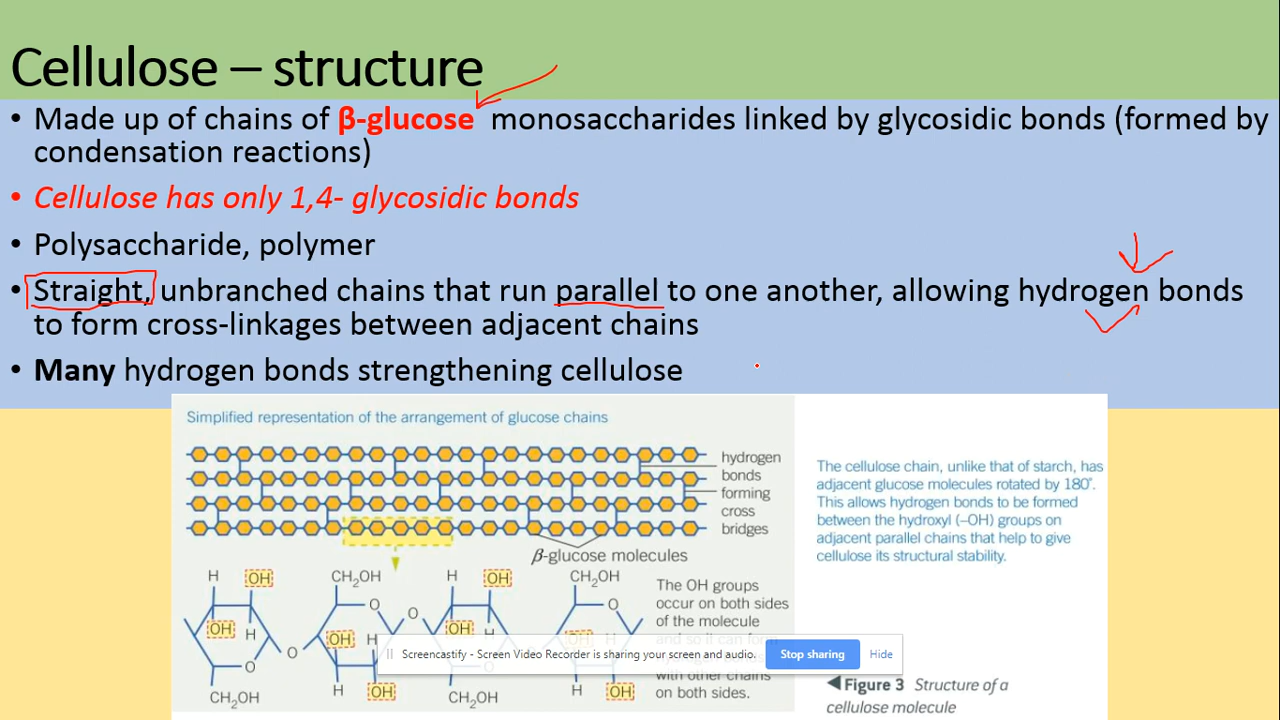 Cellulose – structure
• Made up of chains of β-glucose monosaccharides linked by glycosidic bonds (formed by
condensation reactions)
• Cellulose has only 1,4- glycosidic bonds
• Polysaccharide, polymer
• Straight, unbranched chains that run parallel to one another, allowing hydrogen bonds
to form cross-linkages between adjacent chains
• Many hydrogen bonds strengthening cellulose
Simplified representation of the arrangement of glucose chains
hydrogen
bonds
forming
cross
bridges
β-glucose molecules
The cellulose chain, unlike that of starch, has
adjacent glucose molecules rotated by 180°.
This allows hydrogen bonds to be formed
between the hydroxyl (–OH) groups on
adjacent parallel chains that help to give
cellulose its structural stability.
H OH CH₂OH H OH CH₂OH
O O
OH H O OH H OH H
O O
O
CH₂OH H OH CH₂OH H OH
The OH groups
occur on both sides
of the molecule
and so it can form
with other chains
on both sides.
Screencastify - Screen Video Recorder is sharing your screen and audio. Stop sharing Hide
◀Figure 3 Structure of a
cellulose molecule